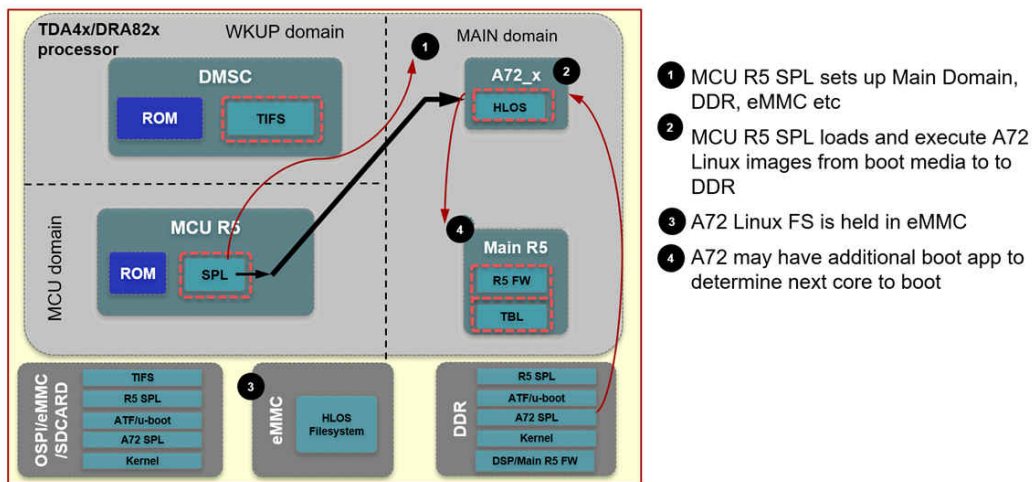 TDA4x/DRA82x
processor
WKUP domain
MAIN domain
1
DMSC
ROM
TIFS
A72_x
2
HLOS
MCU domain
MCU R5
ROM
SPL
4
Main R5
R5 FW
TBL
OSPI/eMMC
/SDCARD
TIFS
R5 SPL
ATF/u-boot
A72 SPL
Kernel
3
eMMC
HLOS
Filesystem
DDR
R5 SPL
ATF/u-boot
A72 SPL
Kernel
DSP/Main R5 FW
1 MCU R5 SPL sets up Main Domain,
DDR, eMMC etc
2 MCU R5 SPL loads and execute A72
Linux images from boot media to to
DDR
3 A72 Linux FS is held in eMMC
4 A72 may have additional boot app to
determine next core to boot